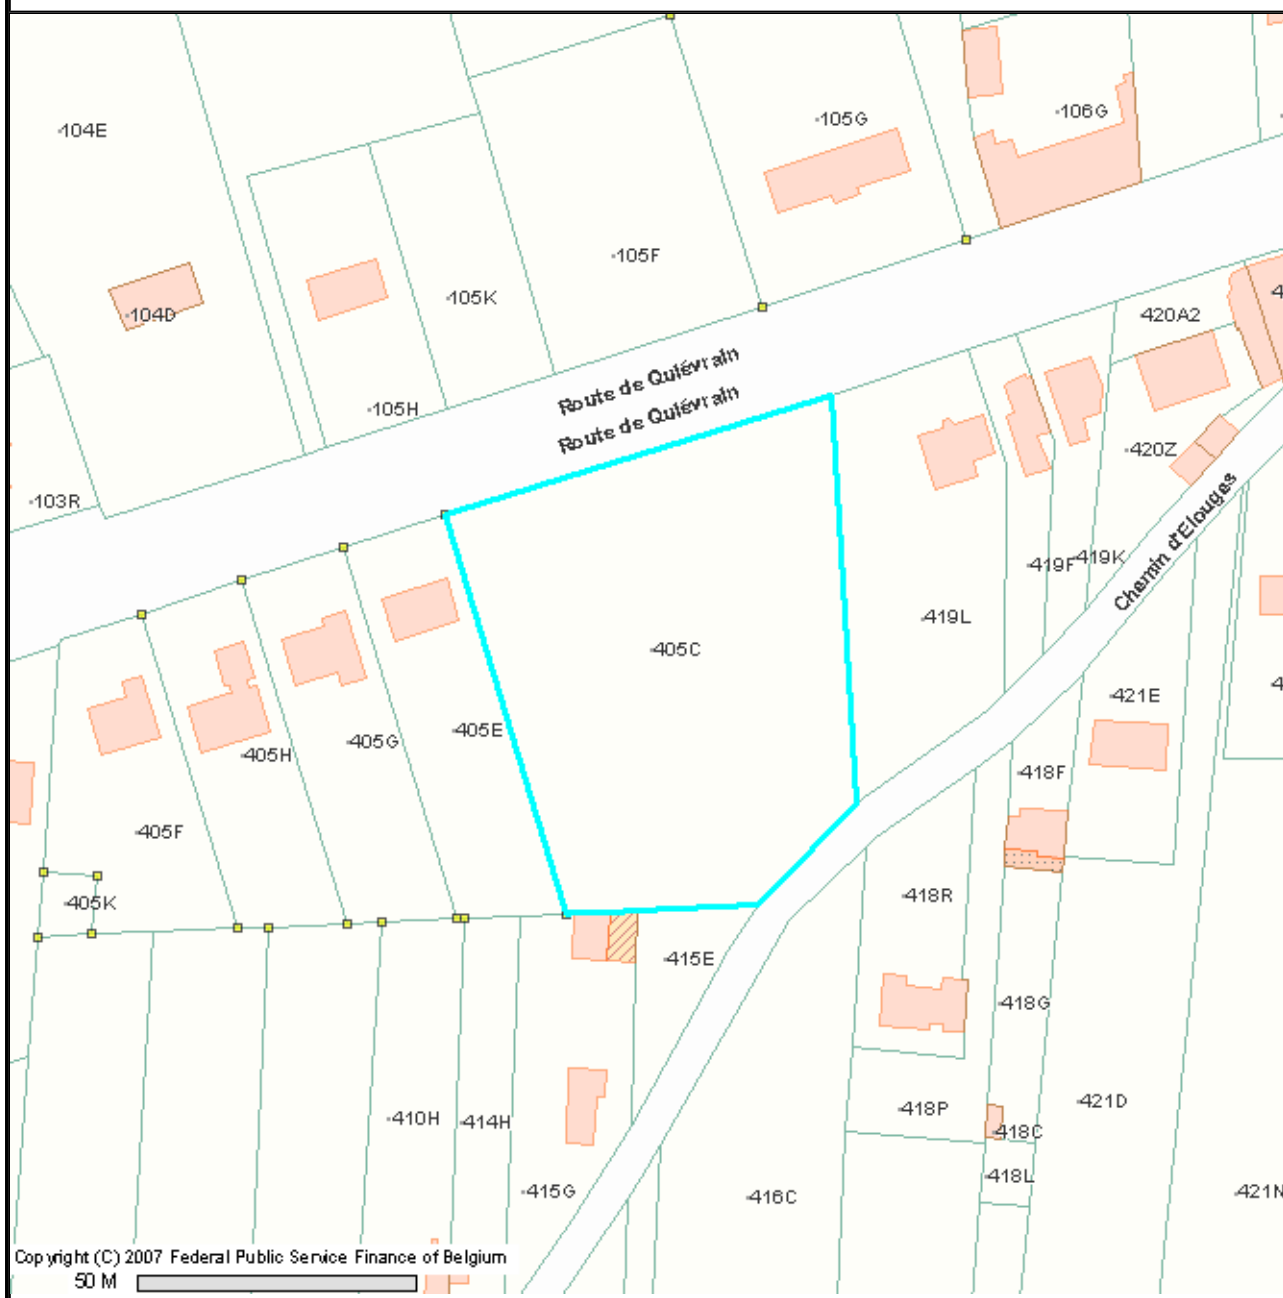 104E
105G
106G
105F
105K
104D
420A2
Route de Quiévrain
Route de Quiévrain
105H
420Z
103R
Chemin d'Elouges
419F
419K
419L
405C
421E
405E
405G
405H
418F
405F
418R
405K
415E
418G
421D
418P
410H
414H
418C
418L
415G
416C
421N
Copyright (C) 2007 Federal Public Service Finance of Belgium
50 M